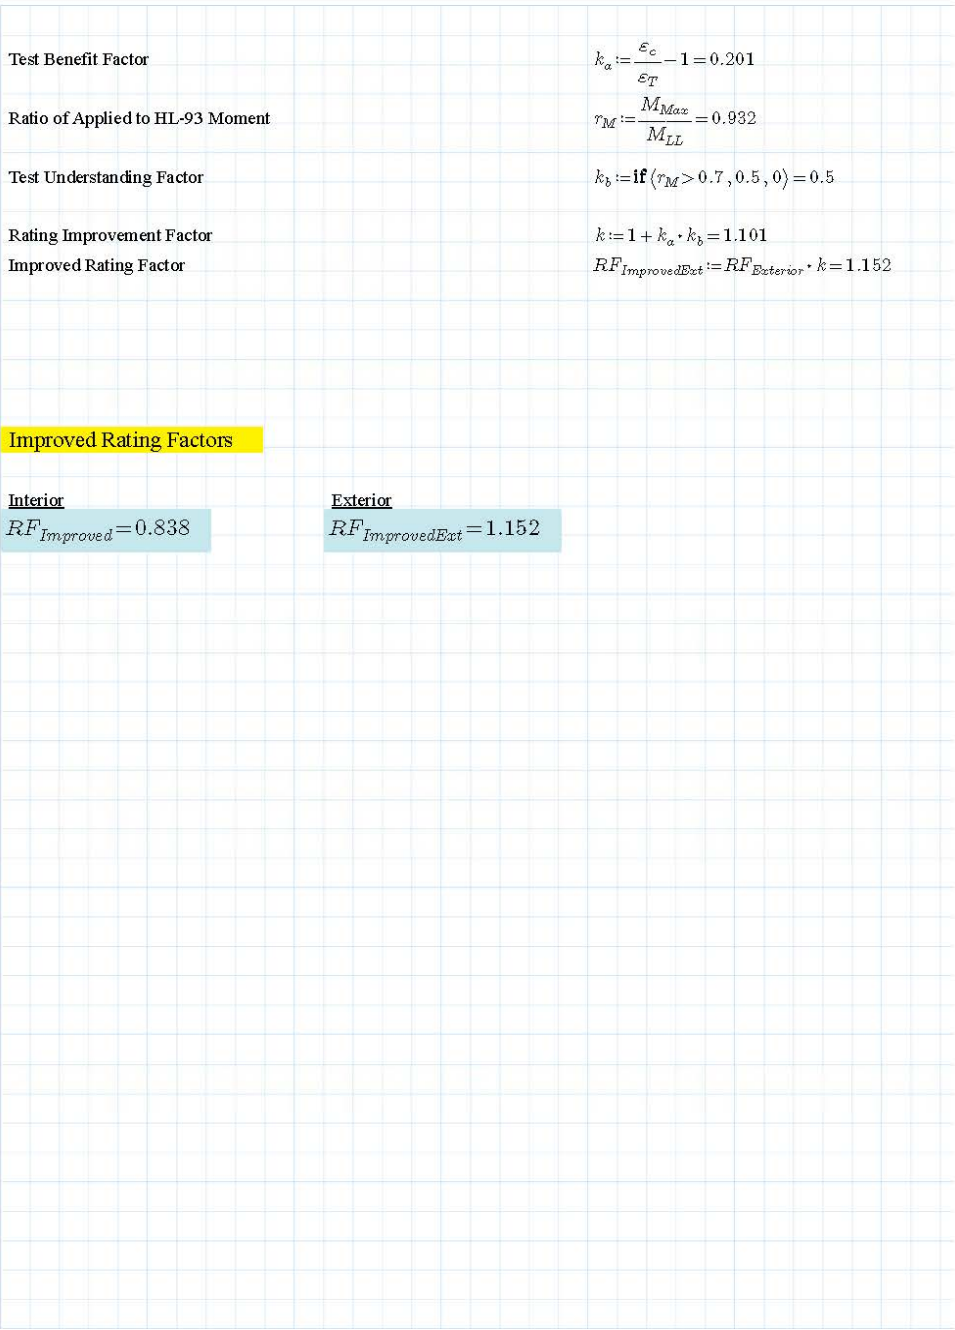 Test Benefit Factor k_a := ε_c / ε_T − 1 = 0.201
Ratio of Applied to HL-93 Moment r_M := M_Max / M_LL = 0.932
Test Understanding Factor k_b := if (r_M > 0.7 , 0.5 , 0) = 0.5
Rating Improvement Factor k := 1 + k_a · k_b = 1.101
Improved Rating Factor RF_ImprovedExt := RF_Exterior · k = 1.152
Improved Rating Factors
Interior Exterior
RF_Improved = 0.838 RF_ImprovedExt = 1.152